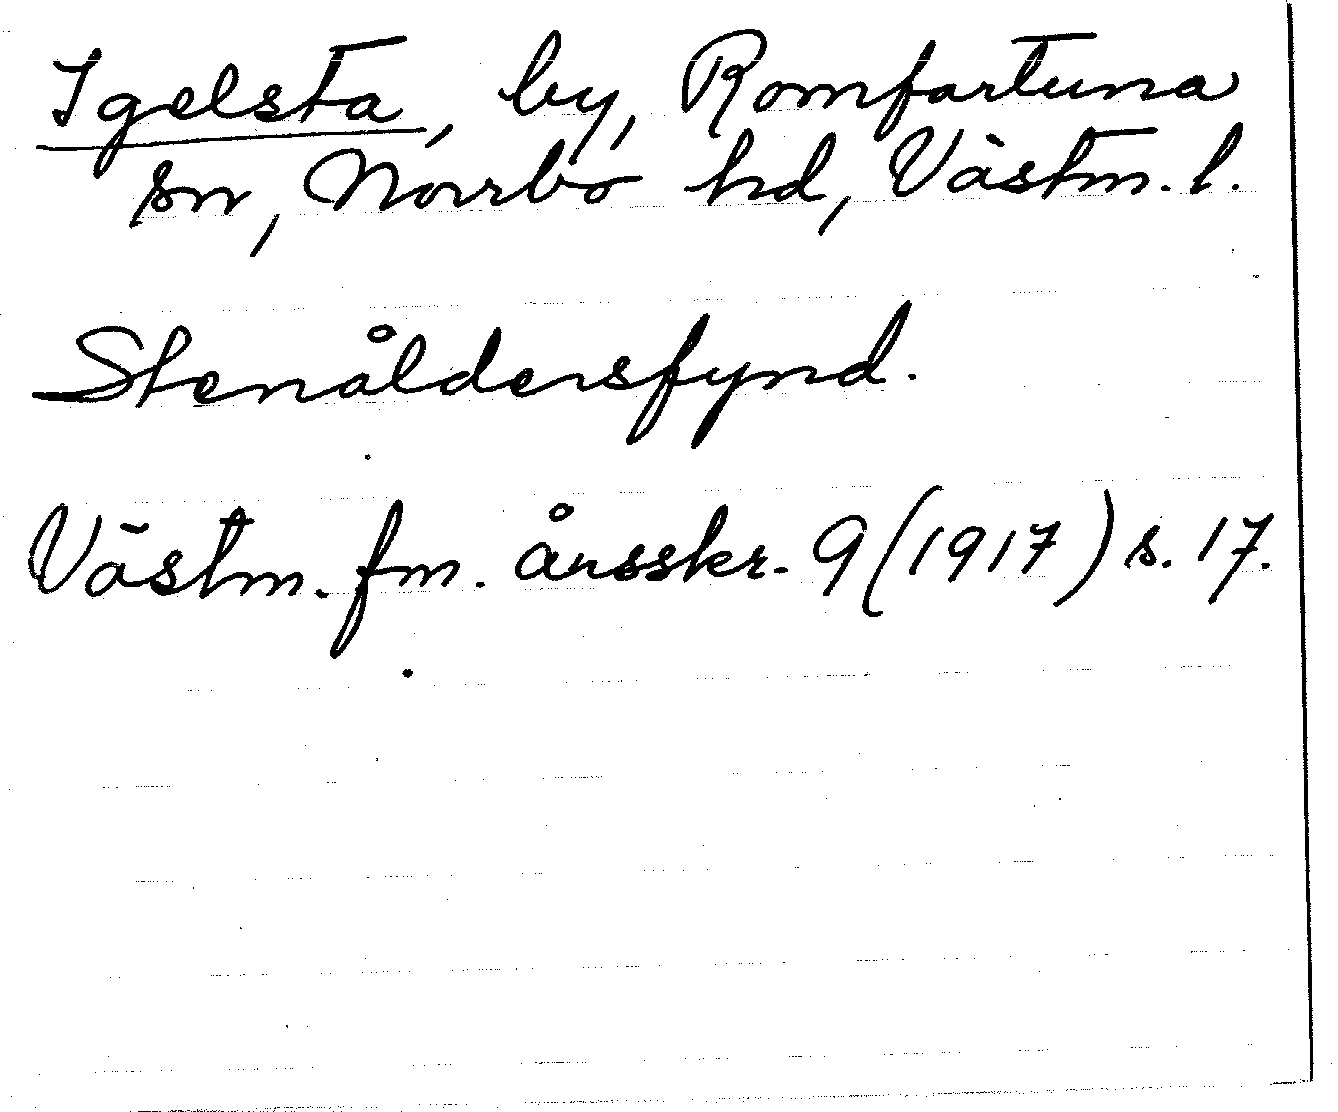 Igelsta, by, Romfartuna
sn, Norrbo hd, Västm. l.
Stenåldersfynd.
Västm. fm. årsskr. 9 (1917) s. 17.